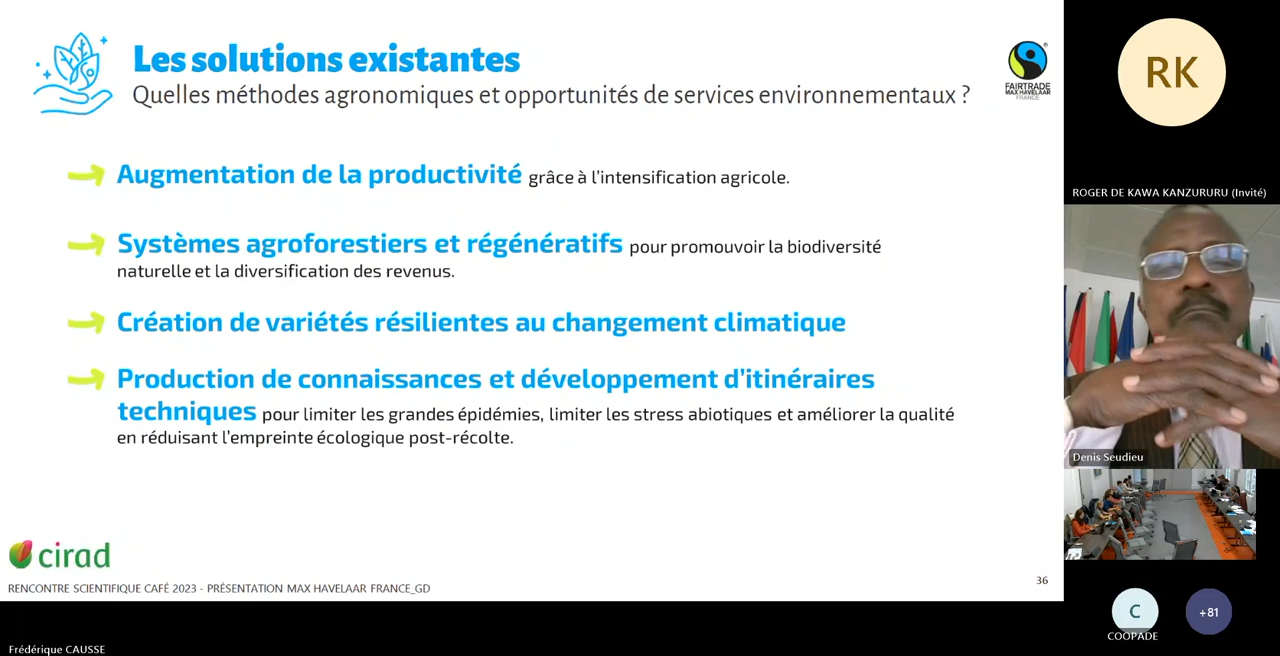 Les solutions existantes
Quelles méthodes agronomiques et opportunités de services environnementaux ?
FAIRTRADE
MAX HAVELAAR
FRANCE
Augmentation de la productivité grâce à l'intensification agricole.
Systèmes agroforestiers et régénératifs pour promouvoir la biodiversité
naturelle et la diversification des revenus.
Création de variétés résilientes au changement climatique
Production de connaissances et développement d'itinéraires
techniques pour limiter les grandes épidémies, limiter les stress abiotiques et améliorer la qualité
en réduisant l'empreinte écologique post-récolte.
cirad
RENCONTRE SCIENTIFIQUE CAFÉ 2023 - PRÉSENTATION MAX HAVELAAR FRANCE_GD
36
Frédérique CAUSSE
RK
ROGER DE KAWA KANZURURU (Invité)
Denis Seudieu
C
COOPADE
+81